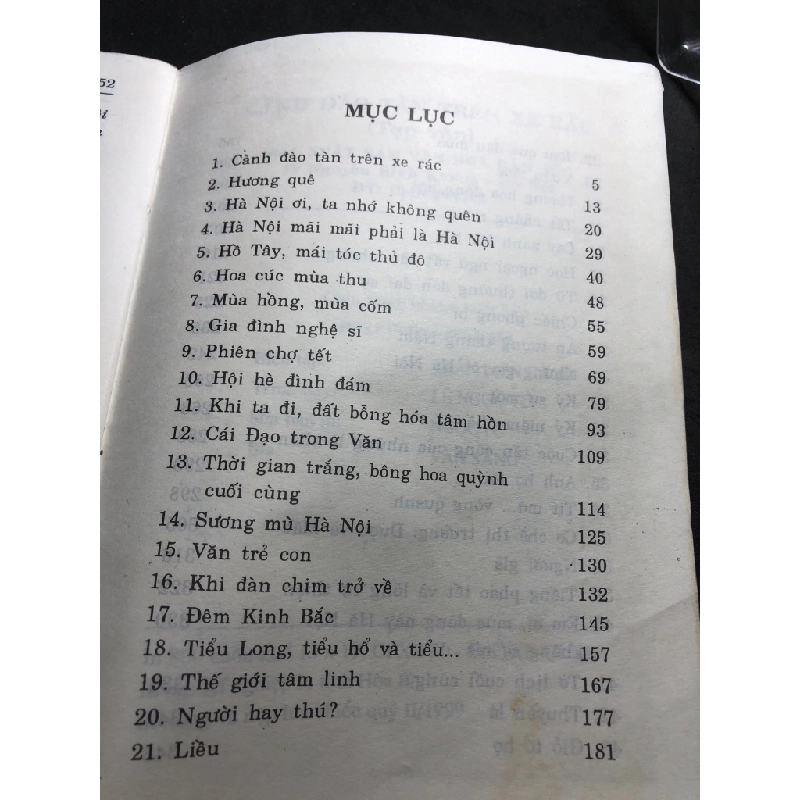 52
MỤC LỤC
1. Cành đào tàn trên xe rác 5
2. Hương quê 13
3. Hà Nội ơi, ta nhớ không quên 20
4. Hà Nội mãi mãi phải là Hà Nội 29
5. Hồ Tây, mái tóc thủ đô 40
6. Hoa cúc mùa thu 48
7. Mùa hồng, mùa cốm 55
8. Gia đình nghệ sĩ 59
9. Phiên chợ tết 69
10. Hội hè đình đám 79
11. Khi ta đi, đất bỗng hóa tâm hồn 93
12. Cái Đạo trong Văn 109
13. Thời gian trắng, bông hoa quỳnh
cuối cùng 114
14. Sương mù Hà Nội 125
15. Văn trẻ con 130
16. Khi đàn chim trở về 132
17. Đêm Kinh Bắc 145
18. Tiểu Long, tiểu hổ và tiểu... 157
19. Thế giới tâm linh 167
20. Người hay thú? 177
21. Liều 181